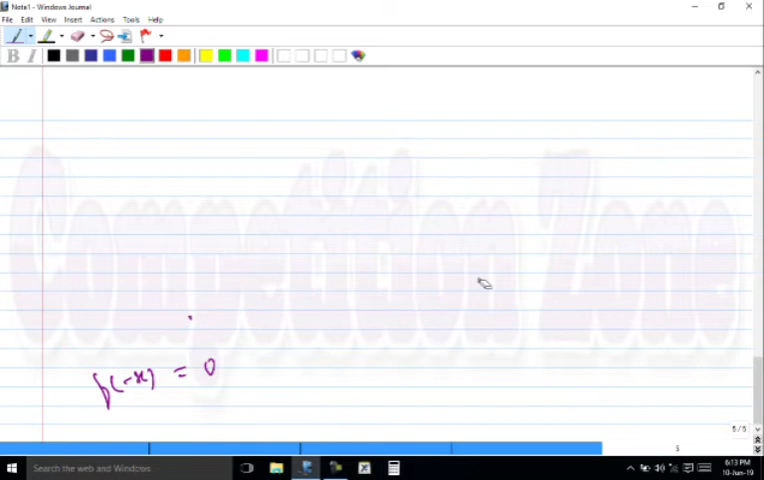 Note1 - Windows Journal
File Edit View Insert Actions Tools Help
B I
Competition Zone
f(-x) = 0
5 / 5
5
Search the web and Windows
6:13 PM
10-Jun-19